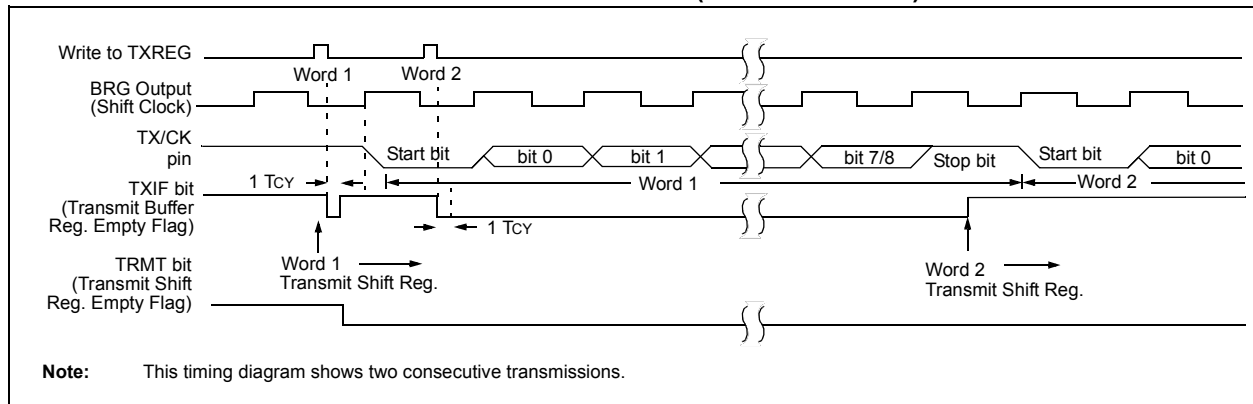 Write to TXREG
Word 1 Word 2
BRG Output
(Shift Clock)
TX/CK
pin
Start bit bit 0 bit 1 bit 7/8 Stop bit Start bit bit 0
1 TCY
Word 1 Word 2
TXIF bit
(Transmit Buffer
Reg. Empty Flag)
1 TCY
Word 1
Transmit Shift Reg.
Word 2
Transmit Shift Reg.
TRMT bit
(Transmit Shift
Reg. Empty Flag)
Note: This timing diagram shows two consecutive transmissions.